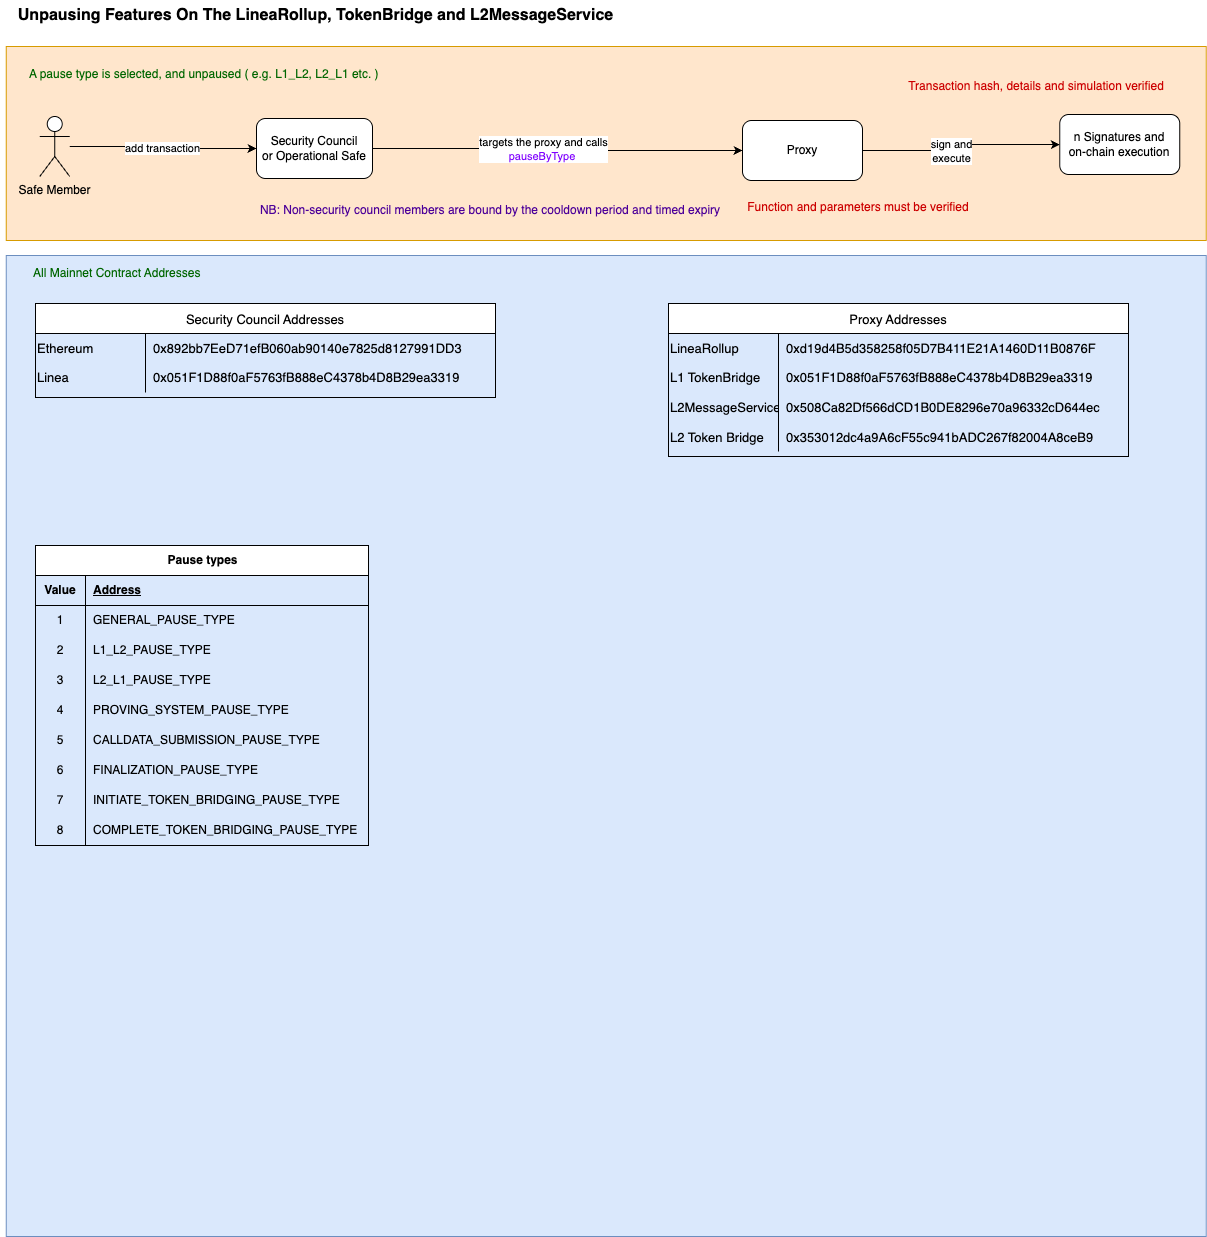 Unpausing Features On The LineaRollup, TokenBridge and L2MessageService
A pause type is selected, and unpaused ( e.g. L1_L2, L2_L1 etc. )
Transaction hash, details and simulation verified
Safe Member
add transaction
Security Council
or Operational Safe
targets the proxy and calls
pauseByType
Proxy
sign and
execute
n Signatures and
on-chain execution
NB: Non-security council members are bound by the cooldown period and timed expiry
Function and parameters must be verified
All Mainnet Contract Addresses
Security Council Addresses
Ethereum 0x892bb7EeD71efB060ab90140e7825d8127991DD3
Linea 0x051F1D88f0aF5763fB888eC4378b4D8B29ea3319
Proxy Addresses
LineaRollup 0xd19d4B5d358258f05D7B411E21A1460D11B0876F
L1 TokenBridge 0x051F1D88f0aF5763fB888eC4378b4D8B29ea3319
L2MessageService 0x508Ca82Df566dCD1B0DE8296e70a96332cD644ec
L2 Token Bridge 0x353012dc4a9A6cF55c941bADC267f82004A8ceB9
Pause types
Value Address
1 GENERAL_PAUSE_TYPE
2 L1_L2_PAUSE_TYPE
3 L2_L1_PAUSE_TYPE
4 PROVING_SYSTEM_PAUSE_TYPE
5 CALLDATA_SUBMISSION_PAUSE_TYPE
6 FINALIZATION_PAUSE_TYPE
7 INITIATE_TOKEN_BRIDGING_PAUSE_TYPE
8 COMPLETE_TOKEN_BRIDGING_PAUSE_TYPE